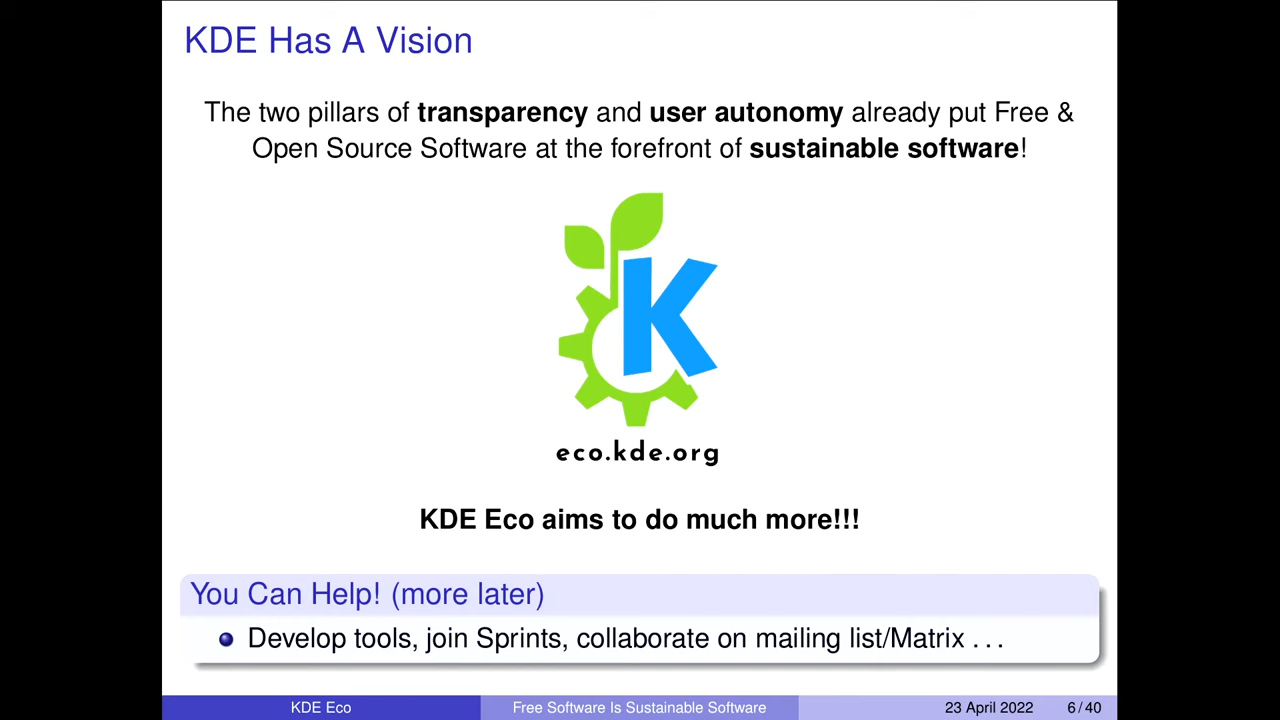 KDE Has A Vision
The two pillars of transparency and user autonomy already put Free &
Open Source Software at the forefront of sustainable software!
K
eco.kde.org
KDE Eco aims to do much more!!!
You Can Help! (more later)
Develop tools, join Sprints, collaborate on mailing list/Matrix . . .
KDE Eco Free Software Is Sustainable Software 23 April 2022 6 / 40